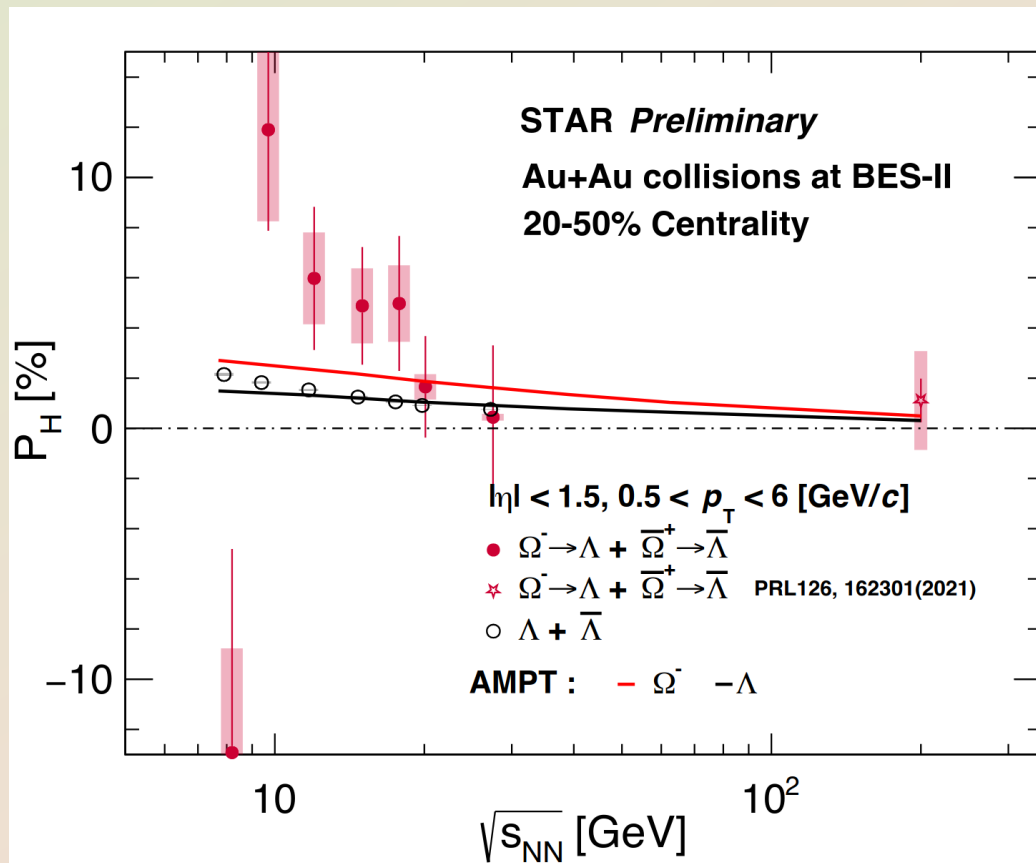 STAR Preliminary
Au+Au collisions at BES-II
20-50% Centrality
10
0
−10
P_H [%]
|η| < 1.5, 0.5 < p_T < 6 [GeV/c]
Ω⁻→Λ + Ω̅⁺→Λ̅
Ω⁻→Λ + Ω̅⁺→Λ̅ PRL126, 162301(2021)
Λ + Λ̅
AMPT : Ω⁻ Λ
10 10²
√s_NN [GeV]